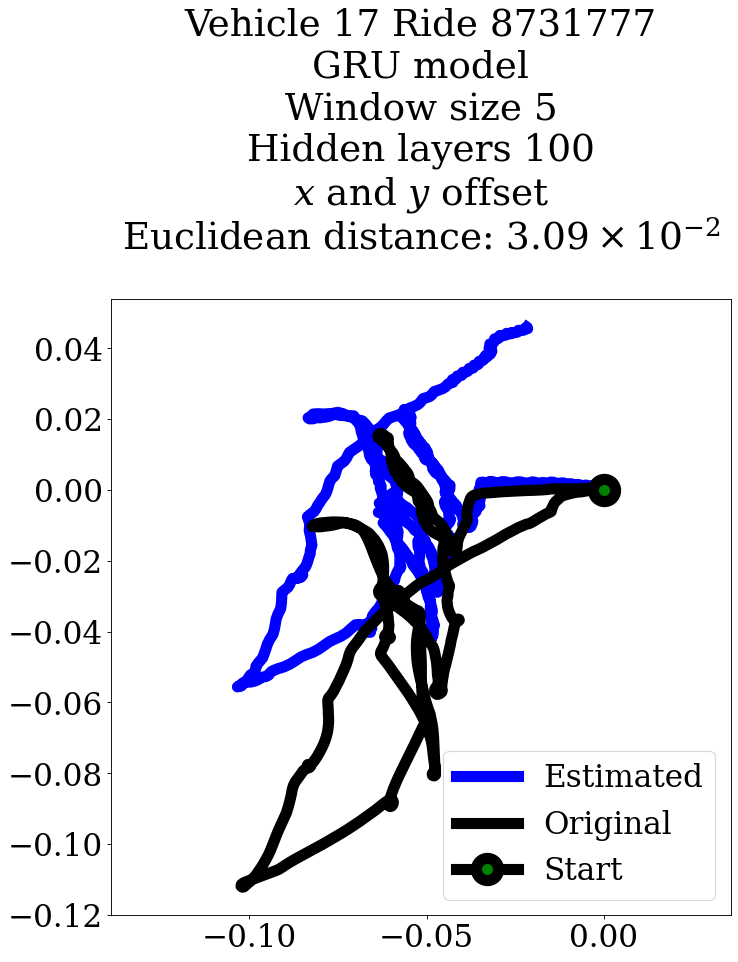 Vehicle 17 Ride 8731777
GRU model
Window size 5
Hidden layers 100
x and y offset
Euclidean distance: 3.09 × 10⁻²
0.04
0.02
0.00
−0.02
−0.04
−0.06
−0.08
−0.10
−0.12
Estimated
Original
Start
−0.10 −0.05 0.00